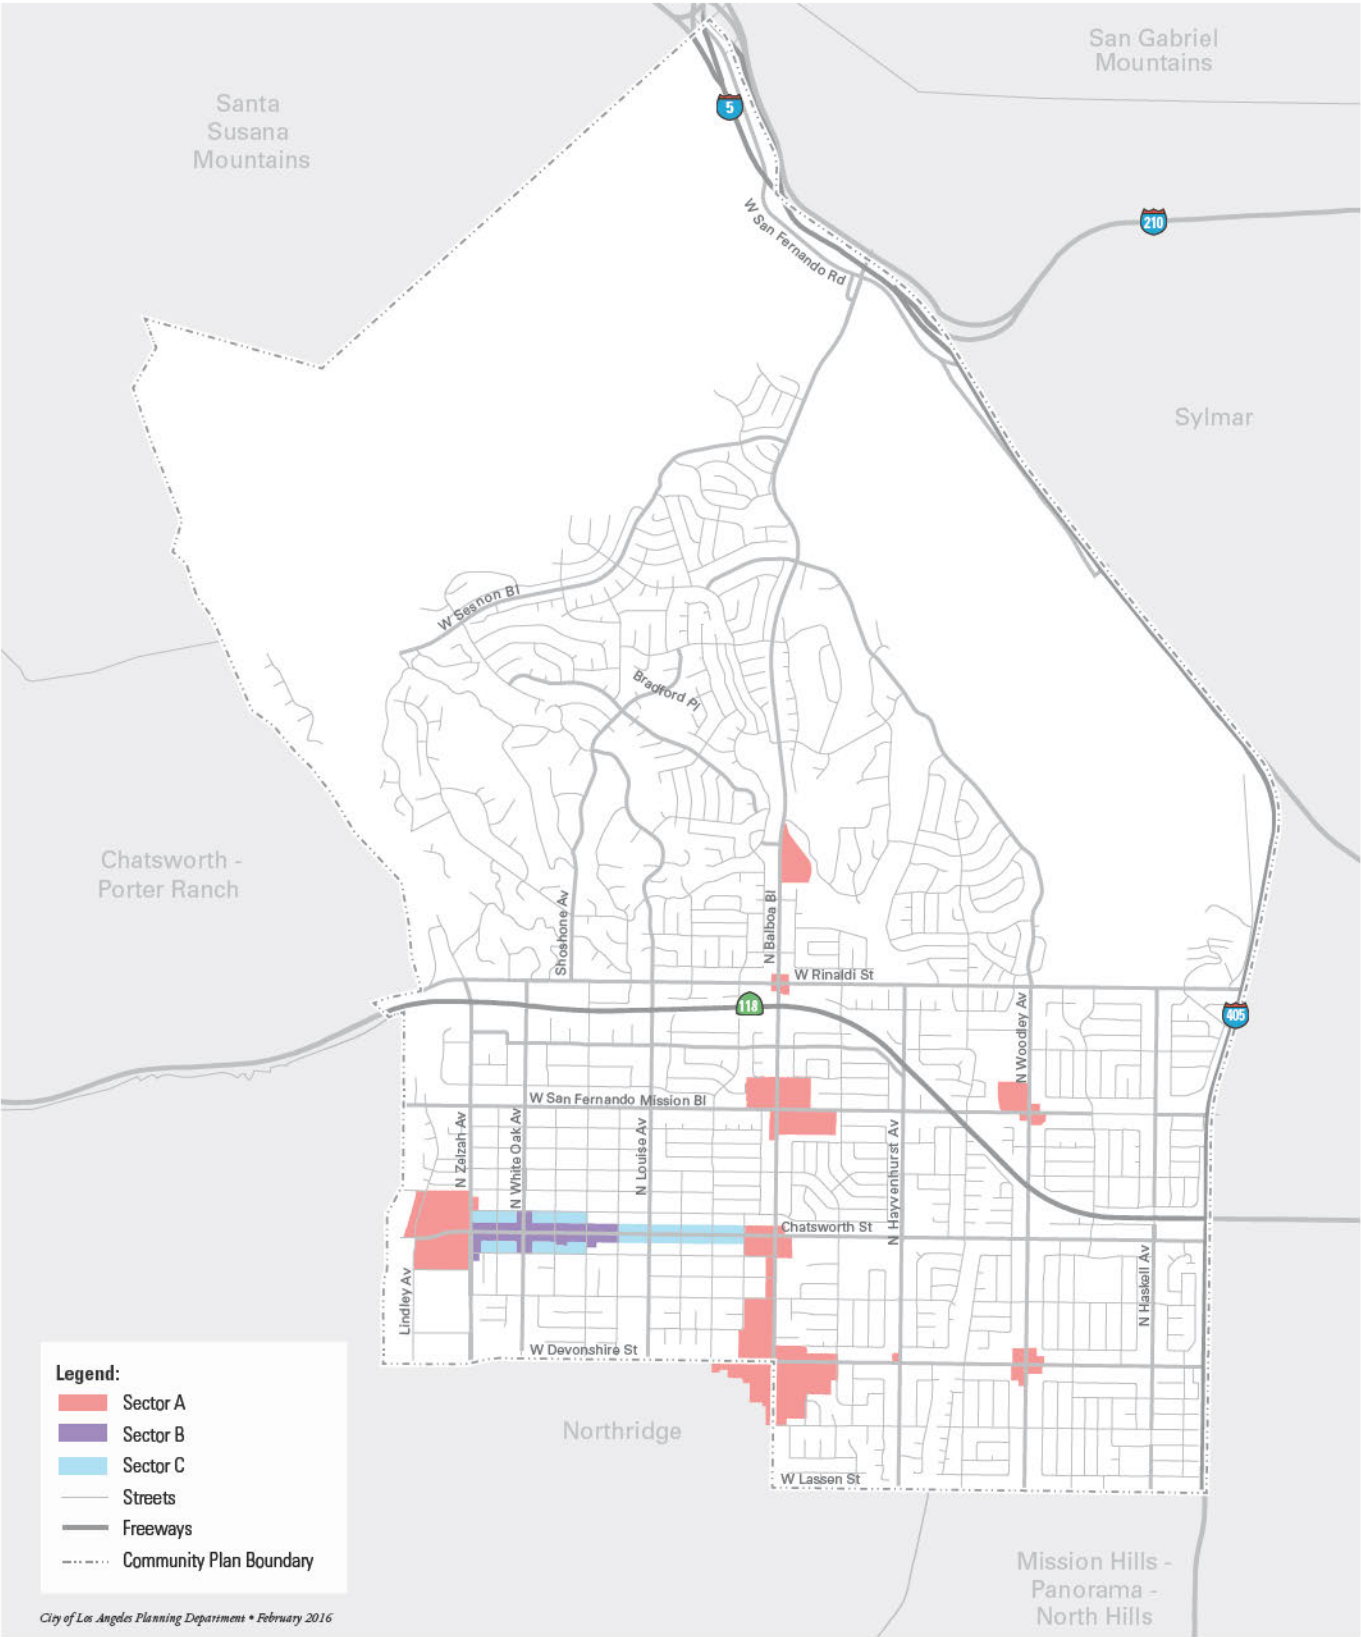 San Gabriel
Mountains
Santa
Susana
Mountains
5
210
W San Fernando Rd
Sylmar
W Sesnon Bl
Bradford Pl
Chatsworth -
Porter Ranch
Shoshone Av
N Balboa Bl
W Rinaldi St
118
N Woodley Av
405
W San Fernando Mission Bl
N Zelzah Av
N White Oak Av
N Louise Av
N Hayvenhurst Av
Chatsworth St
Lindley Av
N Haskell Av
W Devonshire St
Northridge
W Lassen St
Mission Hills -
Panorama -
North Hills
Legend:
Sector A
Sector B
Sector C
Streets
Freeways
Community Plan Boundary
City of Los Angeles Planning Department • February 2016